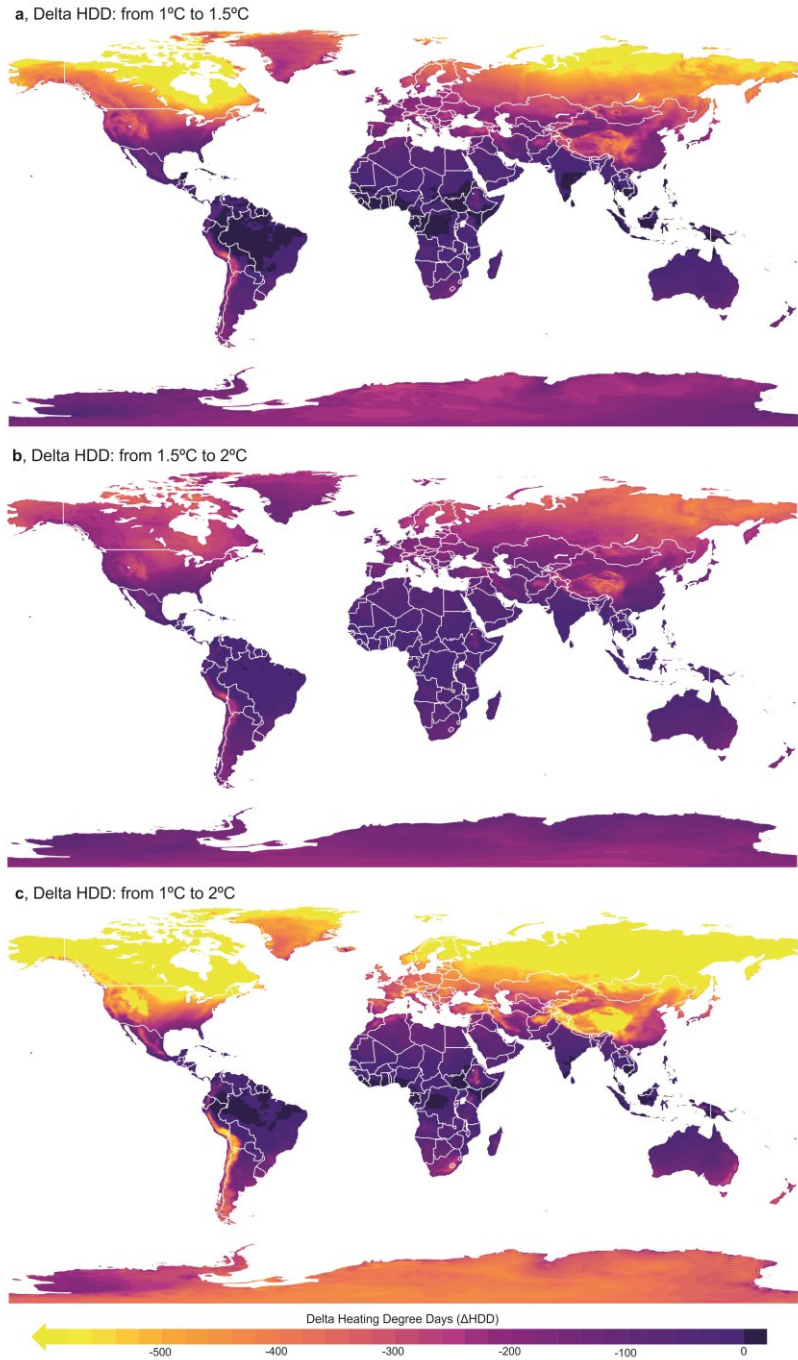 a, Delta HDD: from 1ºC to 1.5ºC
b, Delta HDD: from 1.5ºC to 2ºC
c, Delta HDD: from 1ºC to 2ºC
Delta Heating Degree Days (ΔHDD)
-500 -400 -300 -200 -100 0